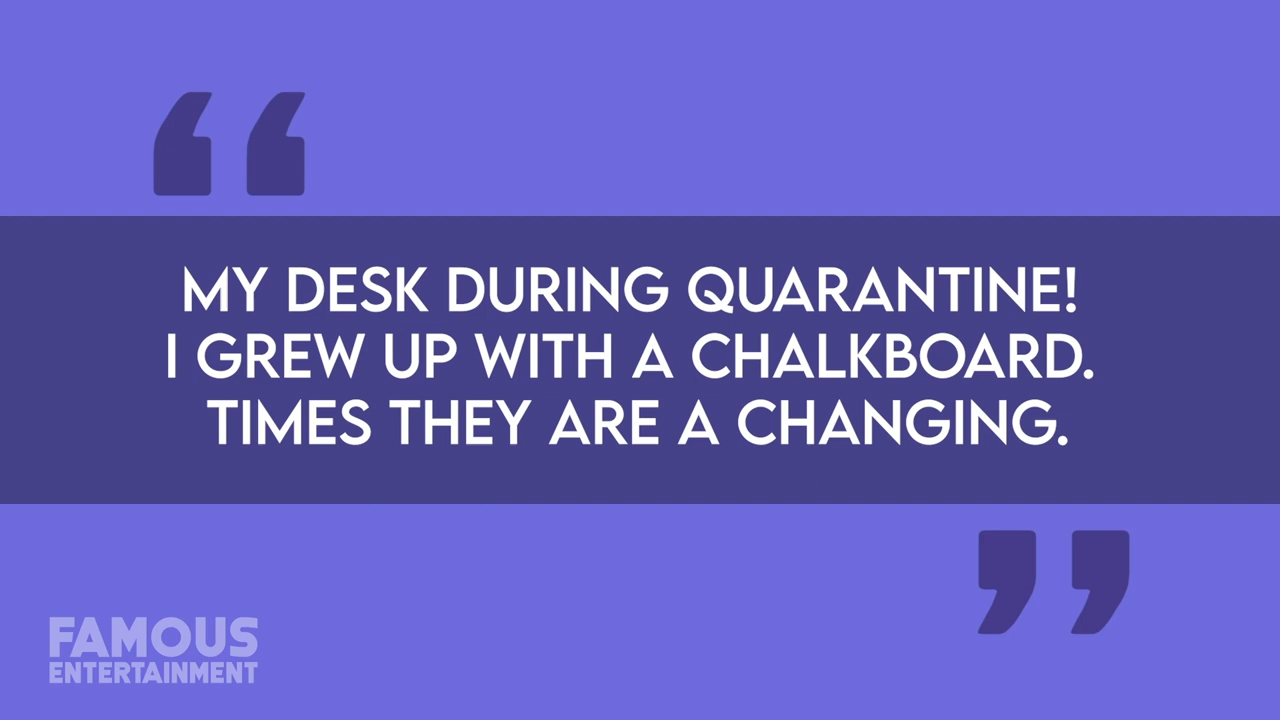 “
MY DESK DURING QUARANTINE!
I GREW UP WITH A CHALKBOARD.
TIMES THEY ARE A CHANGING.
”
FAMOUS
ENTERTAINMENT